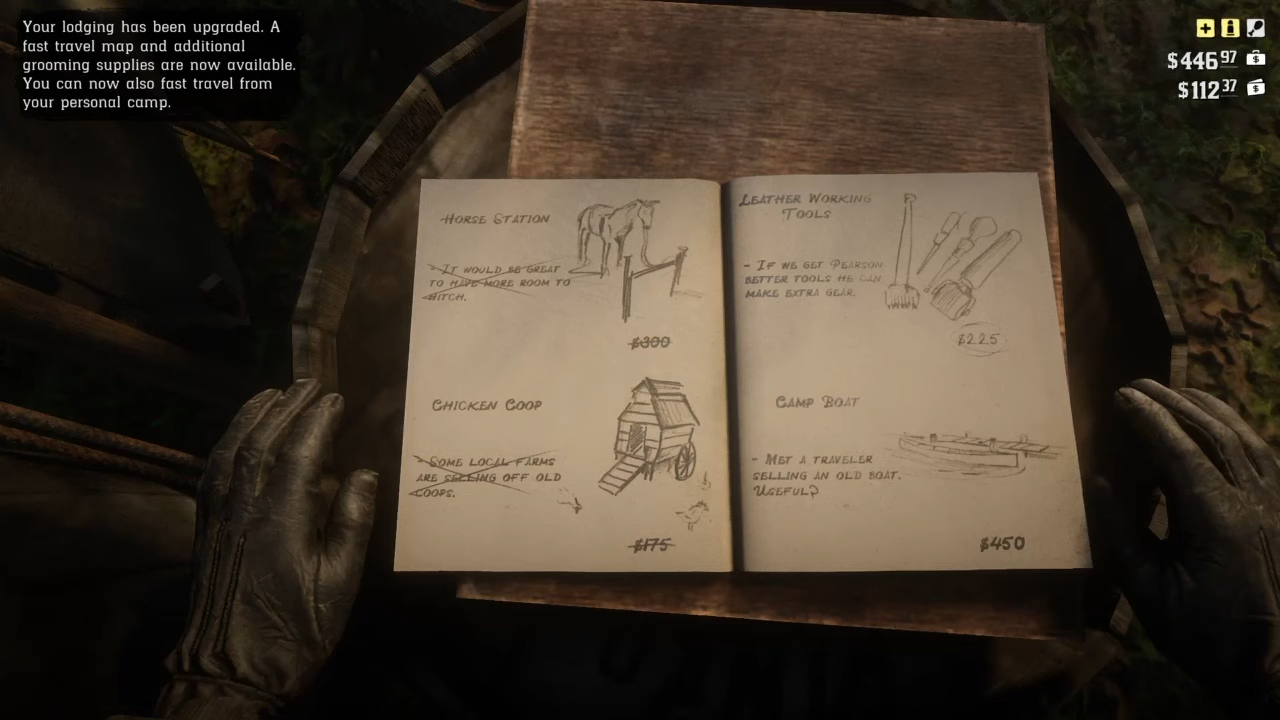 Your lodging has been upgraded. A
fast travel map and additional
grooming supplies are now available.
You can now also fast travel from
your personal camp.
$446 97
$112 37
HORSE STATION
- IT WOULD BE GREAT
TO HAVE MORE ROOM TO
HITCH.
$300
CHICKEN COOP
- SOME LOCAL FARMS
ARE SELLING OFF OLD
COOPS.
$175
LEATHER WORKING
TOOLS
- IF WE GET PEARSON
BETTER TOOLS HE CAN
MAKE EXTRA GEAR.
$225
CAMP BOAT
- MET A TRAVELER
SELLING AN OLD BOAT.
USEFUL?
$450